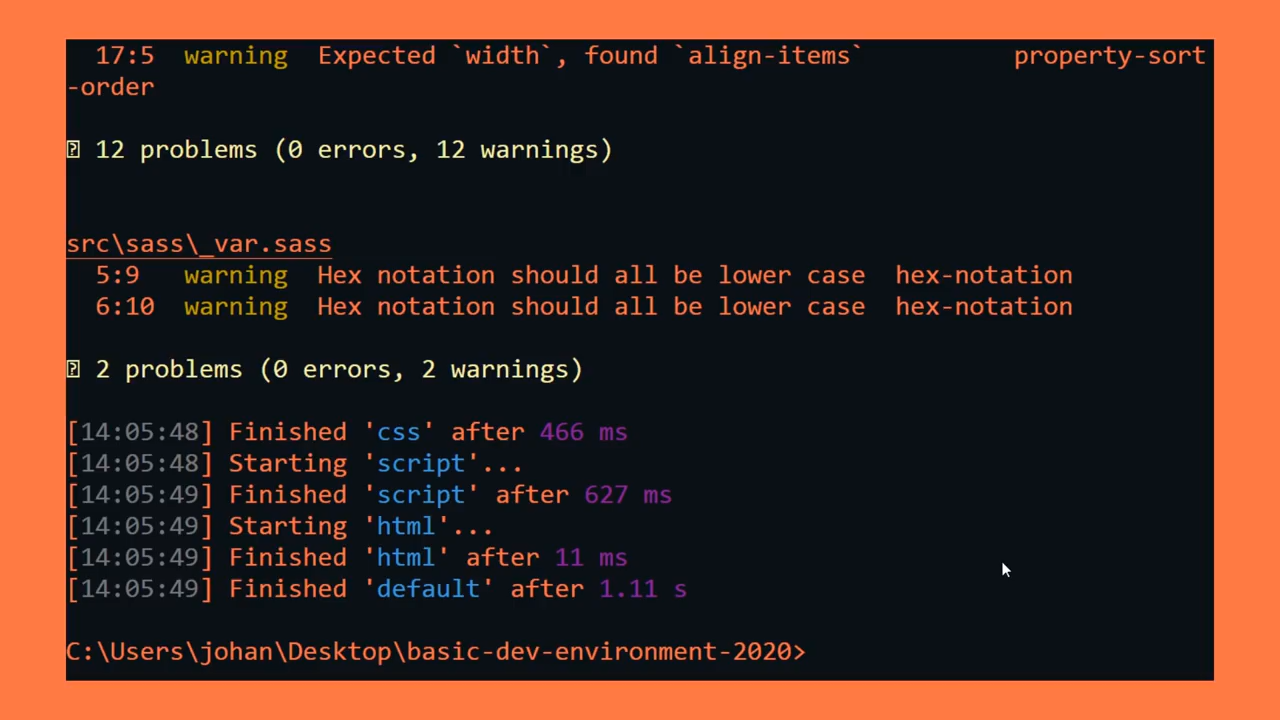 17:5  warning  Expected `width`, found `align-items`          property-sort
-order
⍰ 12 problems (0 errors, 12 warnings)
src\sass\_var.sass
5:9   warning  Hex notation should all be lower case  hex-notation
6:10  warning  Hex notation should all be lower case  hex-notation
⍰ 2 problems (0 errors, 2 warnings)
[14:05:48] Finished 'css' after 466 ms
[14:05:48] Starting 'script'...
[14:05:49] Finished 'script' after 627 ms
[14:05:49] Starting 'html'...
[14:05:49] Finished 'html' after 11 ms
[14:05:49] Finished 'default' after 1.11 s
C:\Users\johan\Desktop\basic-dev-environment-2020>